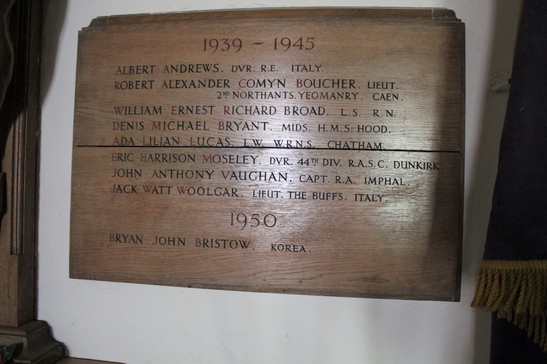 1939 - 1945
ALBERT ANDREWS. DVR. R.E. ITALY.
ROBERT ALEXANDER COMYN BOUCHER. LIEUT.
2ND NORTHANTS. YEOMANRY. CAEN.
WILLIAM ERNEST RICHARD BROAD. L.S. R.N.
DENIS MICHAEL BRYANT. MIDS. H.M.S. HOOD.
ADA LILIAN LUCAS. L.W. W.R.N.S. CHATHAM.
ERIC HARRISON MOSELEY. DVR. 44TH DIV. R.A.S.C. DUNKIRK.
JOHN ANTHONY VAUGHAN. CAPT. R.A. IMPHAL.
JACK WATT WOOLGAR. LIEUT. THE BUFFS. ITALY.
1950
BRYAN JOHN BRISTOW. KOREA.